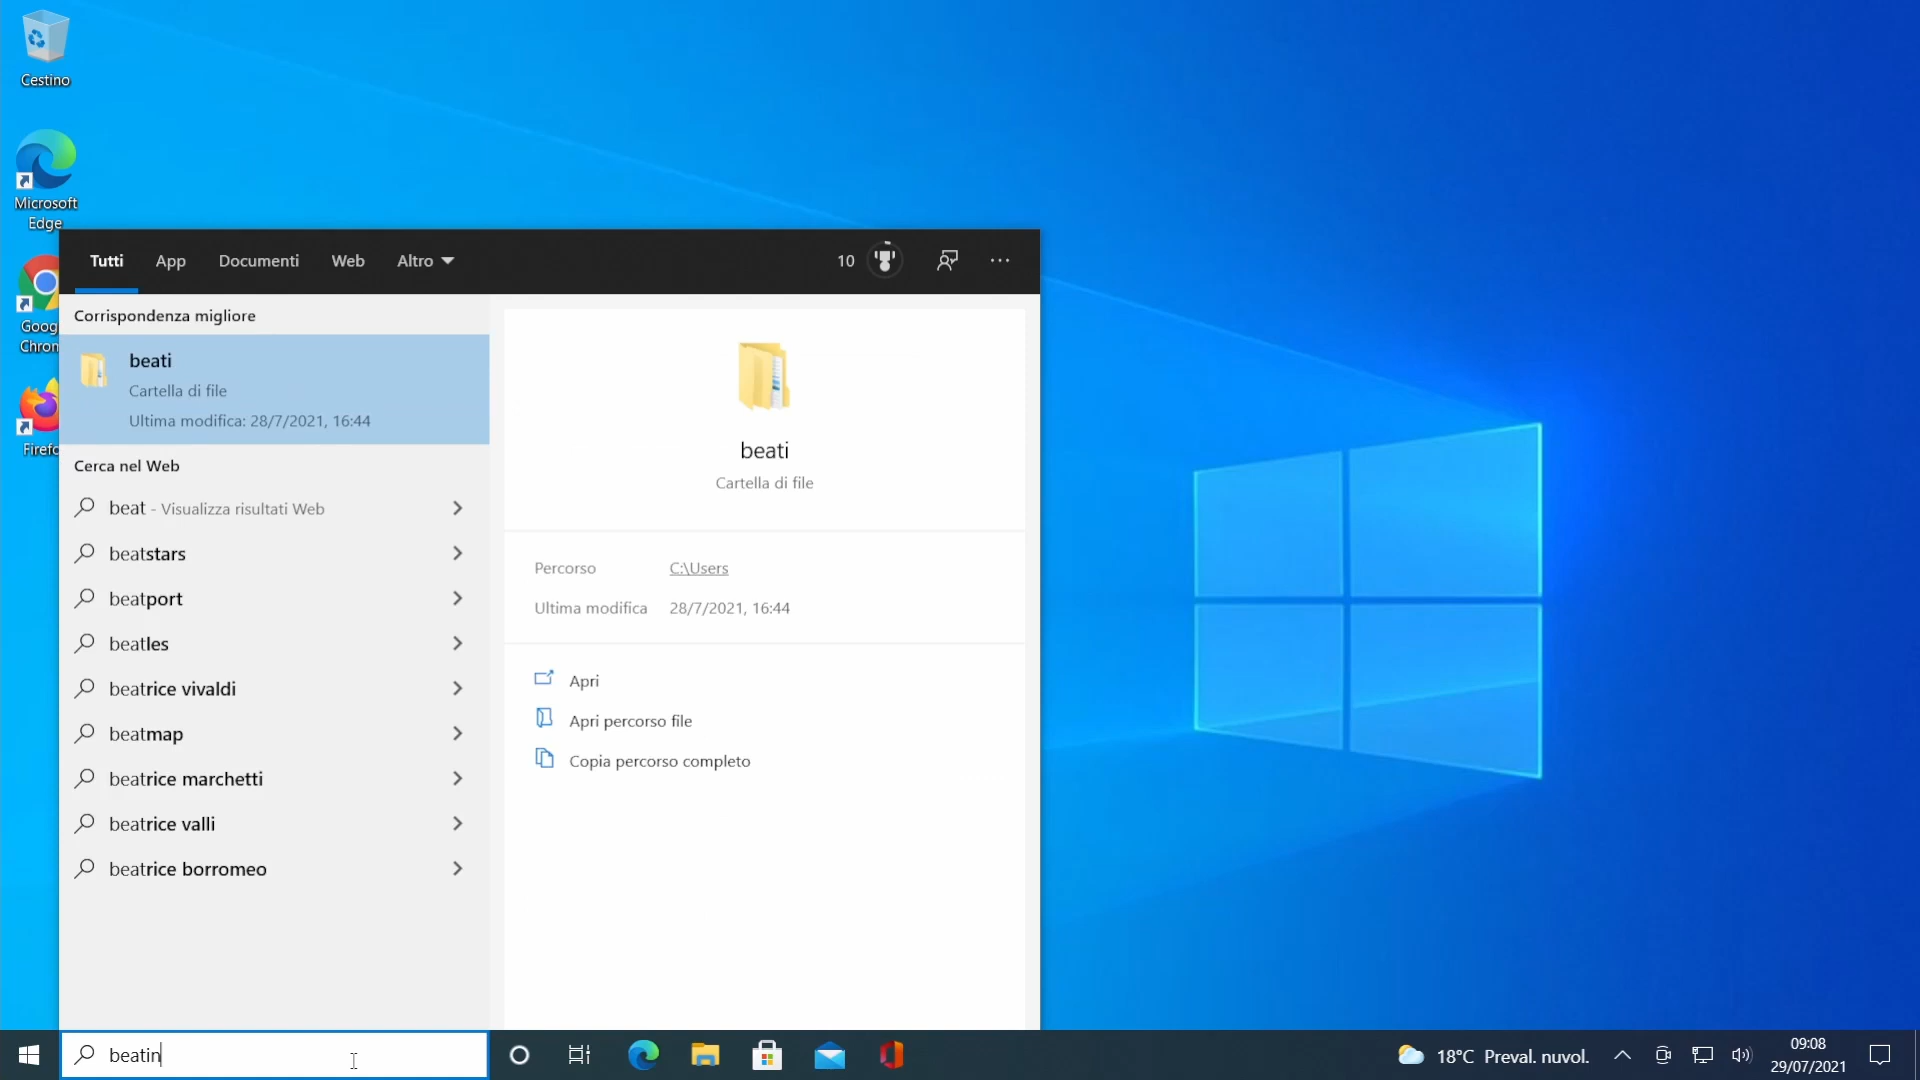 Cestino
Microsoft
Edge
Goog
Chron
Firefo
Tutti App Documenti Web Altro 10
Corrispondenza migliore
beati
Cartella di file
Ultima modifica: 28/7/2021, 16:44
Cerca nel Web
beat - Visualizza risultati Web
beatstars
beatport
beatles
beatrice vivaldi
beatmap
beatrice marchetti
beatrice valli
beatrice borromeo
beati
Cartella di file
Percorso C:\Users
Ultima modifica 28/7/2021, 16:44
Apri
Apri percorso file
Copia percorso completo
beatin
18°C Preval. nuvol.
09:08
29/07/2021